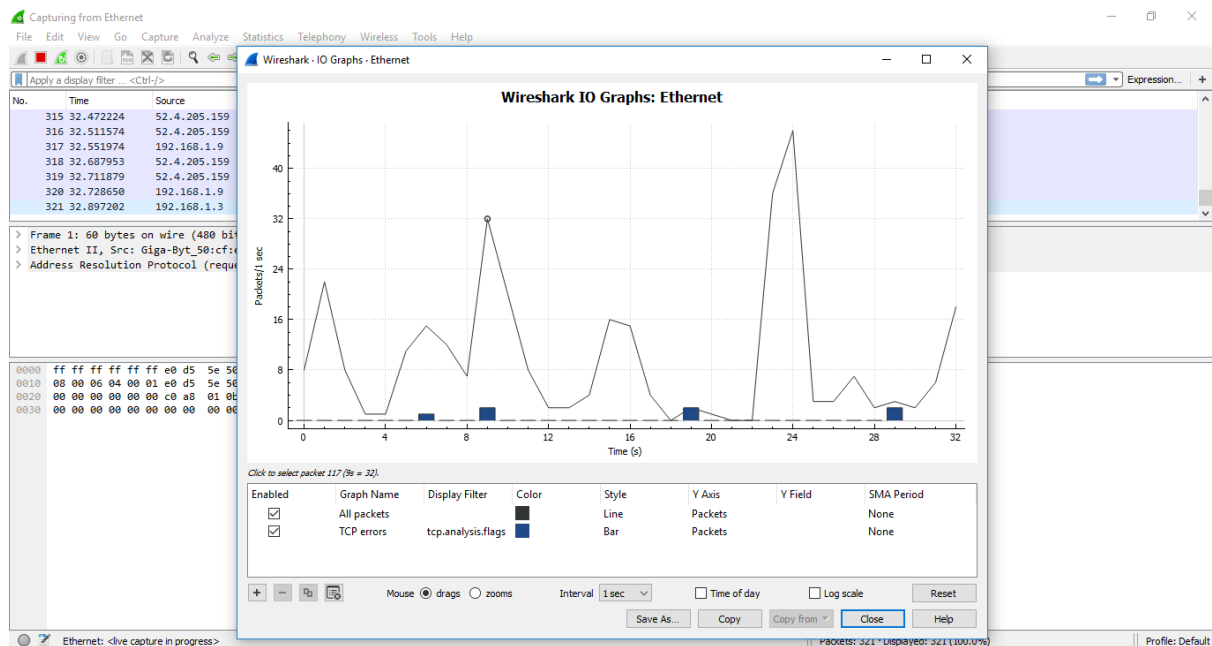 Capturing from Ethernet
File Edit View Go Capture Analyze Statistics Telephony Wireless Tools Help
Apply a display filter ... <Ctrl-/>
Expression... +
No. Time Source
315 32.472224 52.4.205.159
316 32.511574 52.4.205.159
317 32.551974 192.168.1.9
318 32.687953 52.4.205.159
319 32.711879 52.4.205.159
320 32.728650 192.168.1.9
321 32.897202 192.168.1.3
> Frame 1: 60 bytes on wire (480 bit
> Ethernet II, Src: Giga-Byt_50:cf:
> Address Resolution Protocol (reque
0000 ff ff ff ff ff ff e0 d5 5e 50
0010 08 00 06 04 00 01 e0 d5 5e 50
0020 00 00 00 00 00 00 c0 a8 01 0b
0030 00 00 00 00 00 00 00 00 00 00
Wireshark · IO Graphs · Ethernet
Wireshark IO Graphs: Ethernet
Packets/1 sec
40
32
24
16
8
0
0 4 8 12 16 20 24 28 32
Time (s)
Click to select packet 117 (9s = 32).
Enabled Graph Name Display Filter Color Style Y Axis Y Field SMA Period
All packets Line Packets None
TCP errors tcp.analysis.flags Bar Packets None
+ −
Mouse drags zooms Interval 1 sec Time of day Log scale Reset
Save As... Copy Copy from Close Help
Ethernet: <live capture in progress>
Packets: 321 · Displayed: 321 (100.0%)
Profile: Default